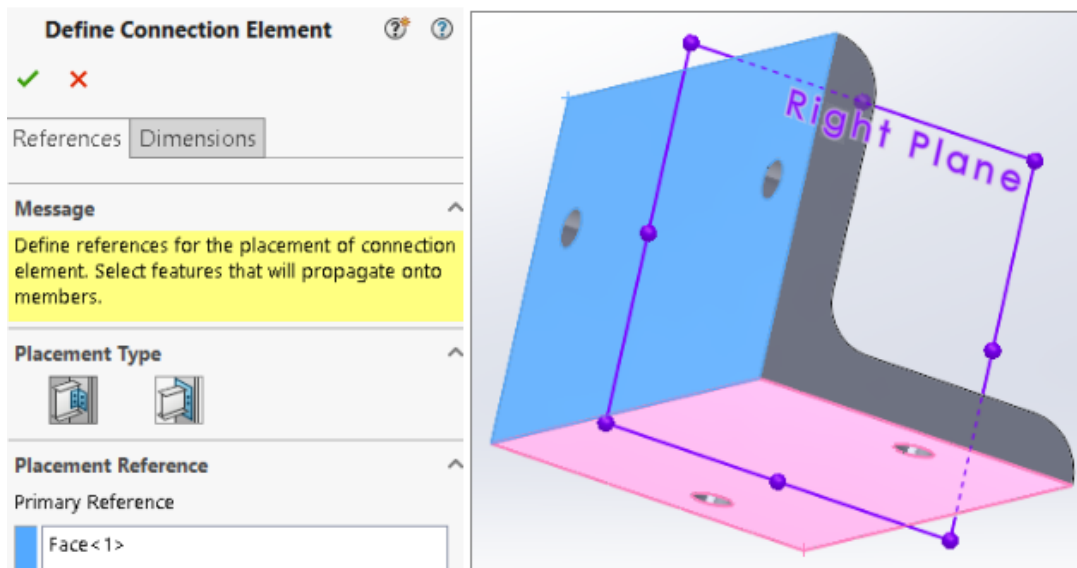 Define Connection Element
References Dimensions
Message
Define references for the placement of connection
element. Select features that will propagate onto
members.
Placement Type
Placement Reference
Primary Reference
Face<1>
Right Plane